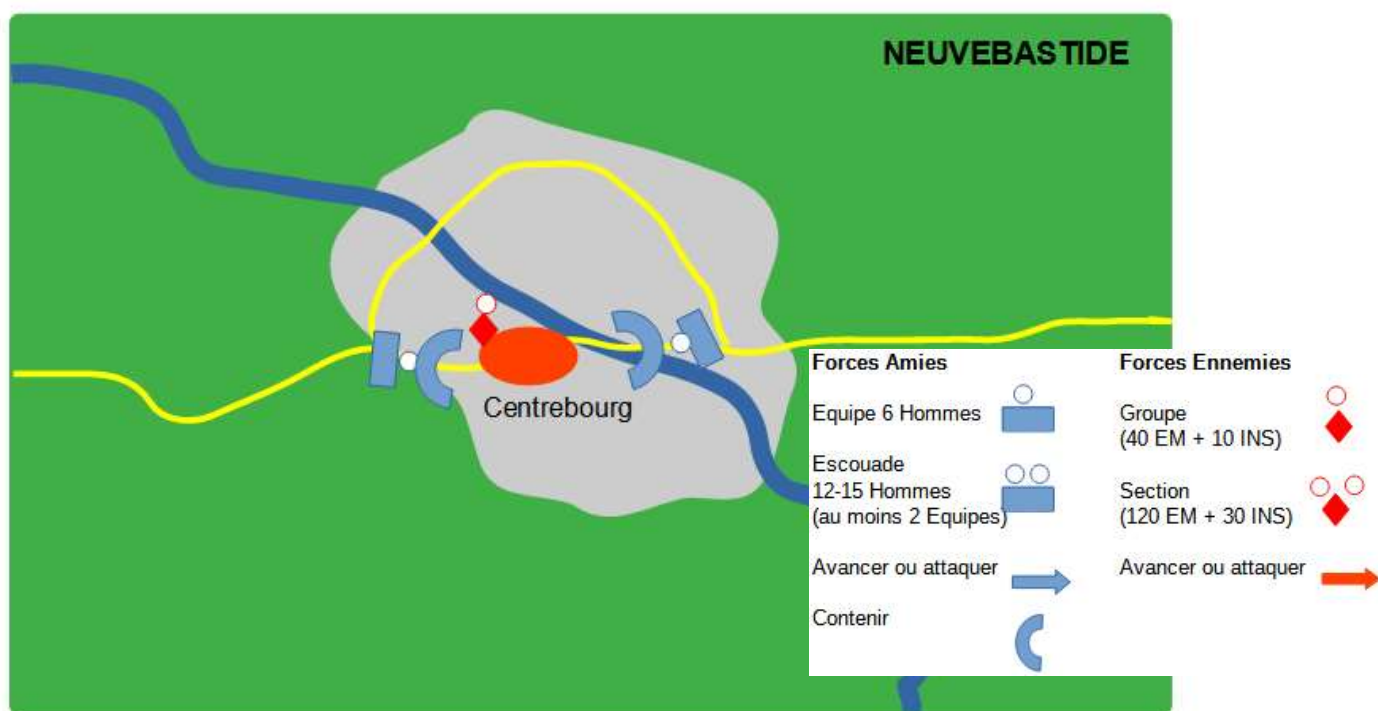 NEUVEBASTIDE
Centrebourg
Forces Amies
Equipe 6 Hommes
Escouade
12-15 Hommes
(au moins 2 Equipes)
Avancer ou attaquer
Contenir
Forces Ennemies
Groupe
(40 EM + 10 INS)
Section
(120 EM + 30 INS)
Avancer ou attaquer